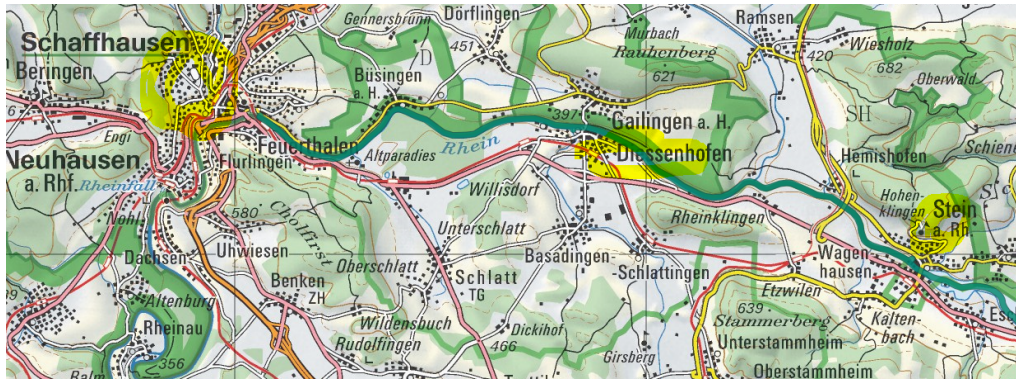 Gennersbrunn
Dörflingen
Ramsen
Schaffhausen
Beringen
451
D
Murbach
Rauhenberg
420
Wiesholz
682
Büsingen
a. H.
621
Oberwald
SH
Engi
397
Gailingen a. H.
Feuerthalen
Rhein
Neuhausen
a. Rhf.
Flurlingen
Altparadies
Diessenhofen
Hemishofen
Schiene
Rheinfall
Willisdorf
Hohen-
klingen
Stein
a. Rh.
Nohl
580
Cholfirst
Rheinklingen
Unterschlatt
Uhwiesen
Dachsen
Oberschlatt
Basadingen-
-Schlattingen
Wagen-
hausen
Benken
ZH
Schlatt
TG
Etzwilen
Altenburg
639
Kalten-
bach
Esc
Rheinau
Wildensbuch
Dickihof
Stammerberg
Rudolfingen
466
Unterstammheim
356
Girsberg
Balm
Oberstammheim